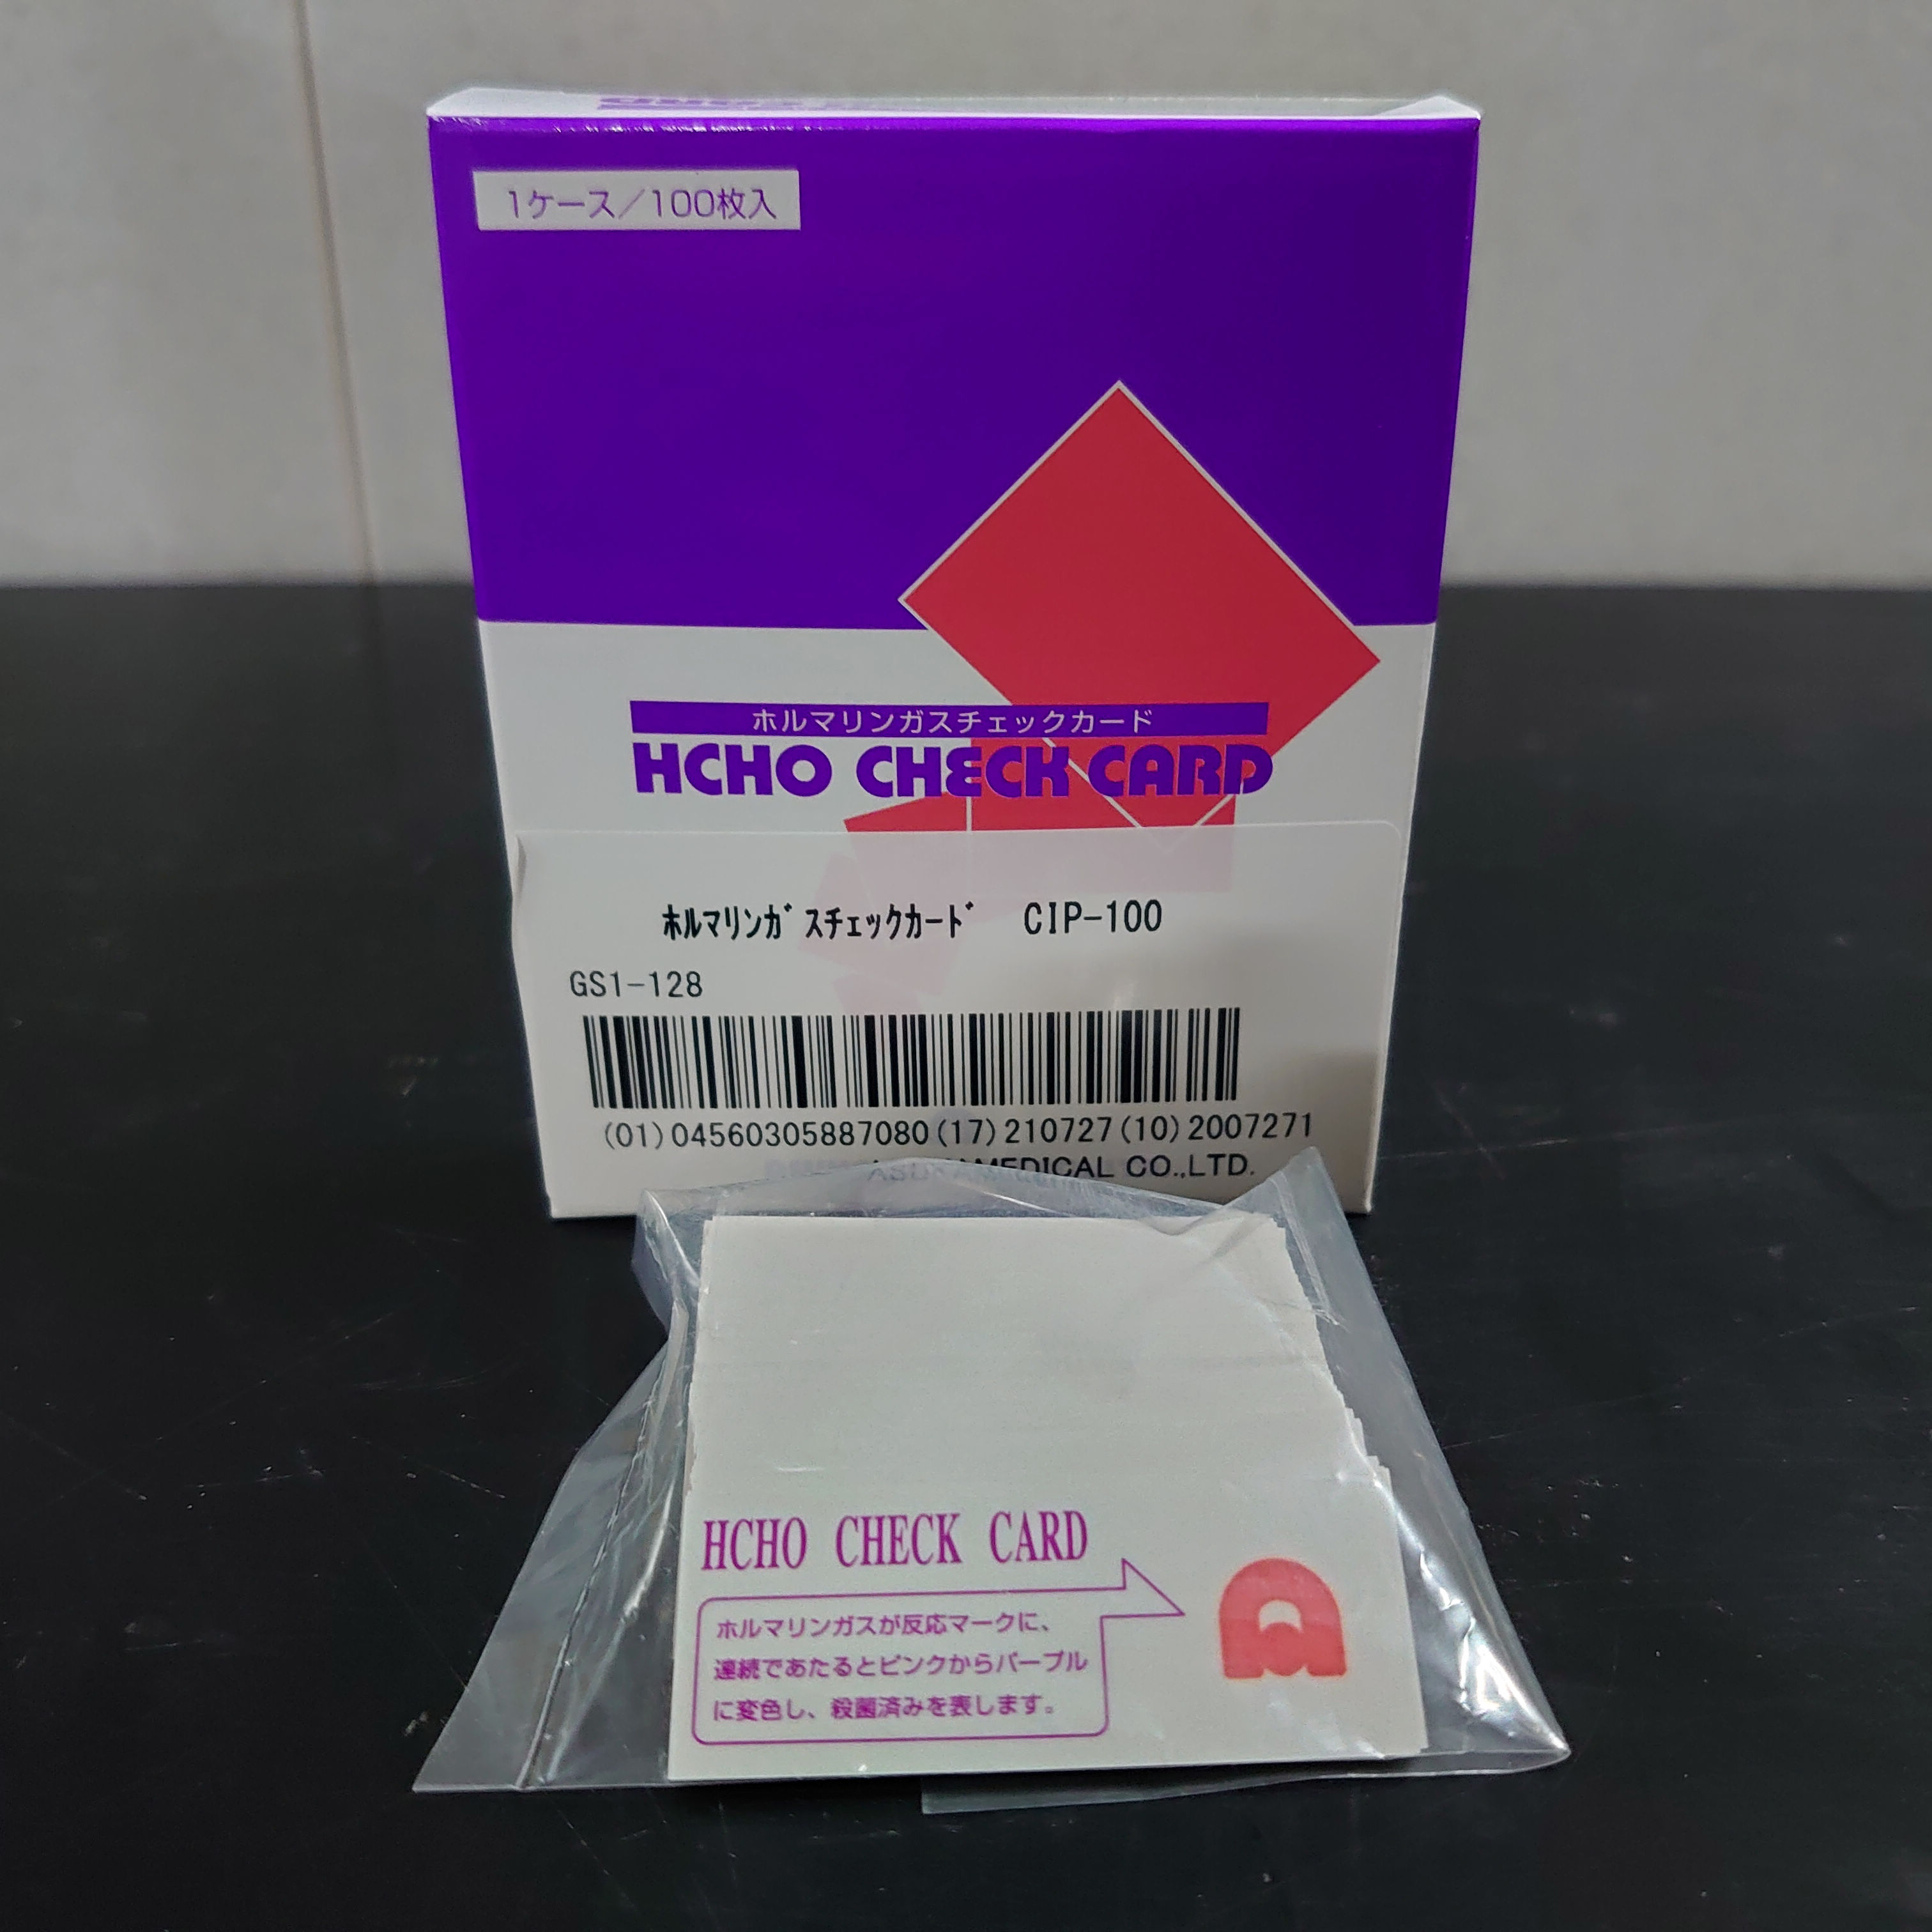 1ケース／100枚入
ホルマリンガスチェックカード
HCHO CHECK CARD
ﾎﾙﾏﾘﾝｶﾞｽﾁｪｯｸｶｰﾄﾞ CIP-100
GS1-128
(01)04560305887080(17)210727(10)2007271
MEDICAL CO.,LTD.
HCHO CHECK CARD
ホルマリンガスが反応マークに、
連続であたるとピンクからパープル
に変色し、殺菌済みを表します。